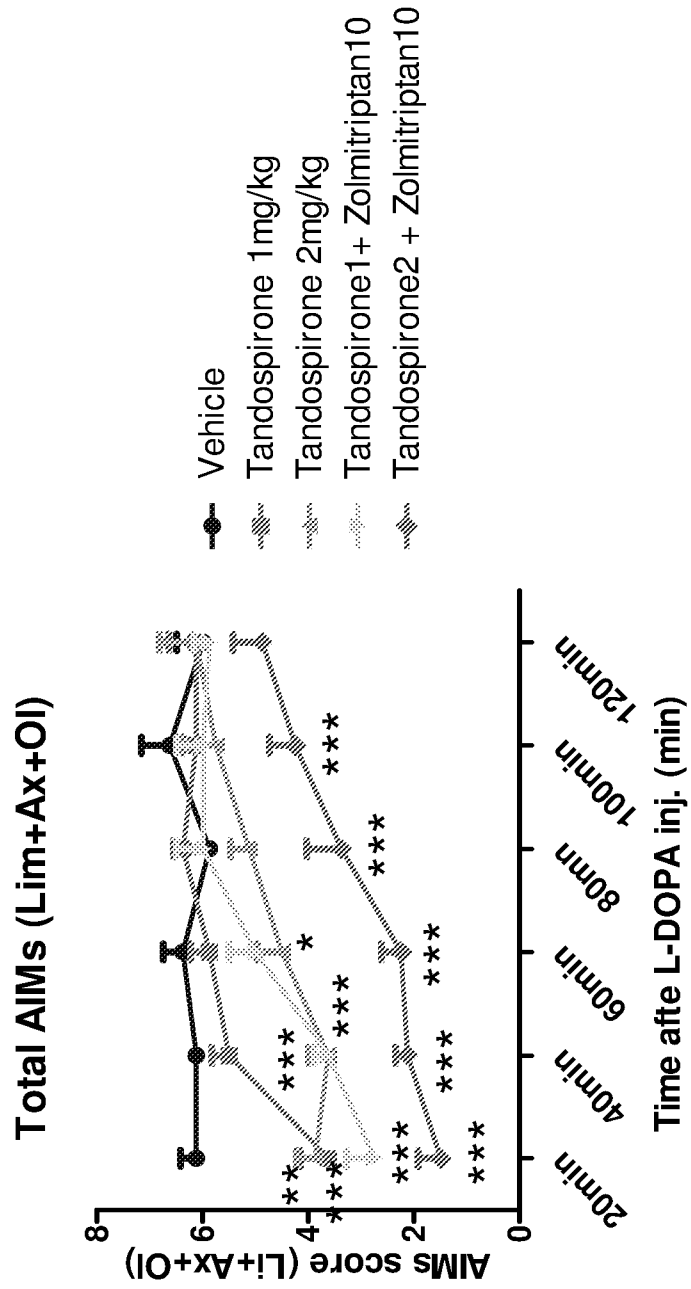 Total AIMs (Lim+Ax+Ol)
AIMs score (Li+Ax+Ol)
8
6
4
2
0
**
***
***
***
***
***
***
*
***
***
***
20min
40min
60min
80mn
100min
120min
Time afte L-DOPA inj. (min)
Vehicle
Tandospirone 1mg/kg
Tandospirone 2mg/kg
Tandospirone1+ Zolmitriptan10
Tandospirone2 + Zolmitriptan10